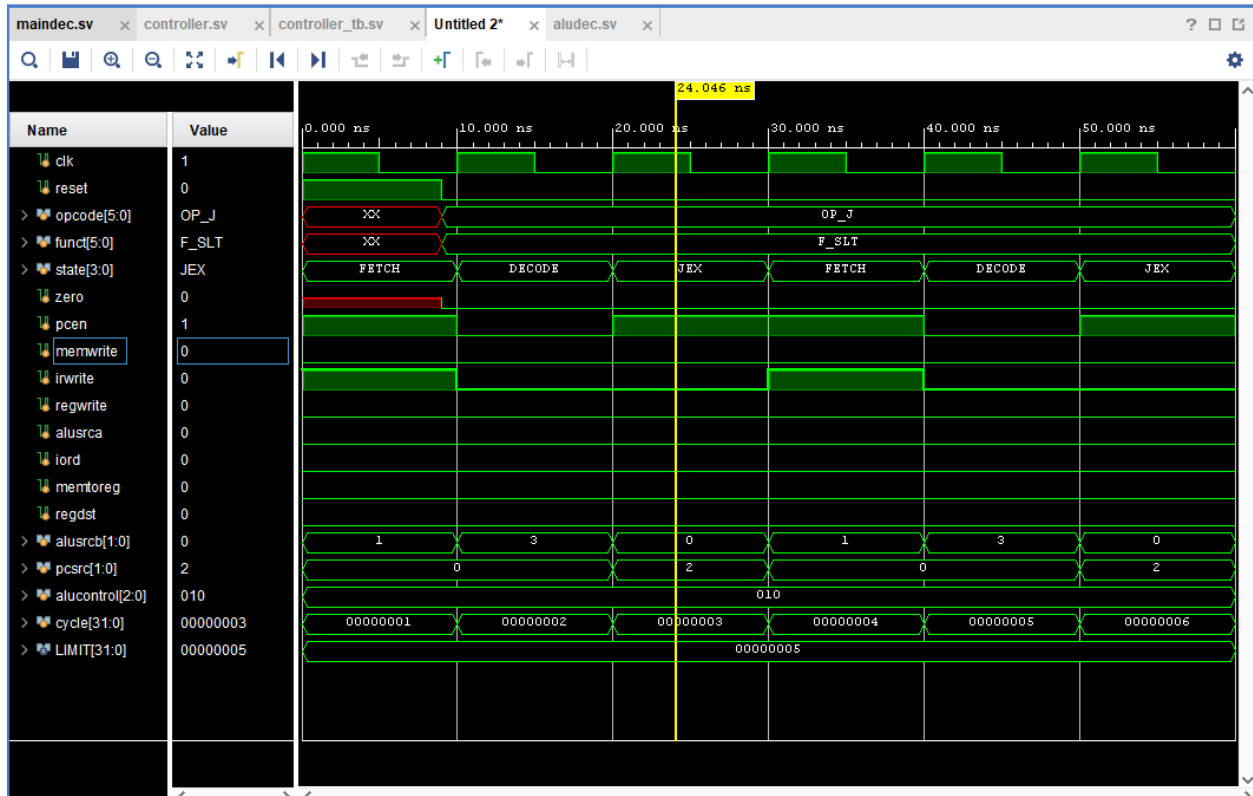 maindec.sv × controller.sv × controller_tb.sv × Untitled 2* × aludec.sv ×
24.046 ns
Name Value 0.000 ns 10.000 ns 20.000 ns 30.000 ns 40.000 ns 50.000 ns
clk 1
reset 0
opcode[5:0] OP_J XX OP_J
funct[5:0] F_SLT XX F_SLT
state[3:0] JEX FETCH DECODE JEX FETCH DECODE JEX
zero 0
pcen 1
memwrite 0
irwrite 0
regwrite 0
alusrca 0
iord 0
memtoreg 0
regdst 0
alusrcb[1:0] 0 1 3 0 1 3 0
pcsrc[1:0] 2 0 2 0 2
alucontrol[2:0] 010 010
cycle[31:0] 00000003 00000001 00000002 00000003 00000004 00000005 00000006
LIMIT[31:0] 00000005 00000005